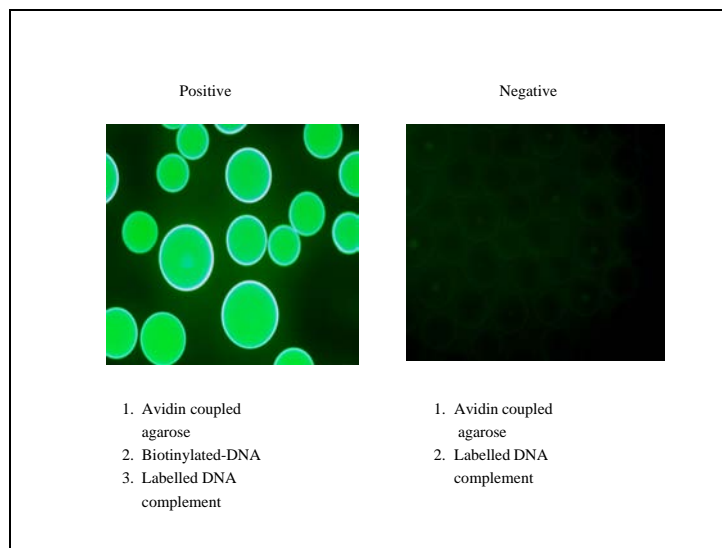 Positive
Negative
1. Avidin coupled
agarose
2. Biotinylated-DNA
3. Labelled DNA
complement
1. Avidin coupled
agarose
2. Labelled DNA
complement